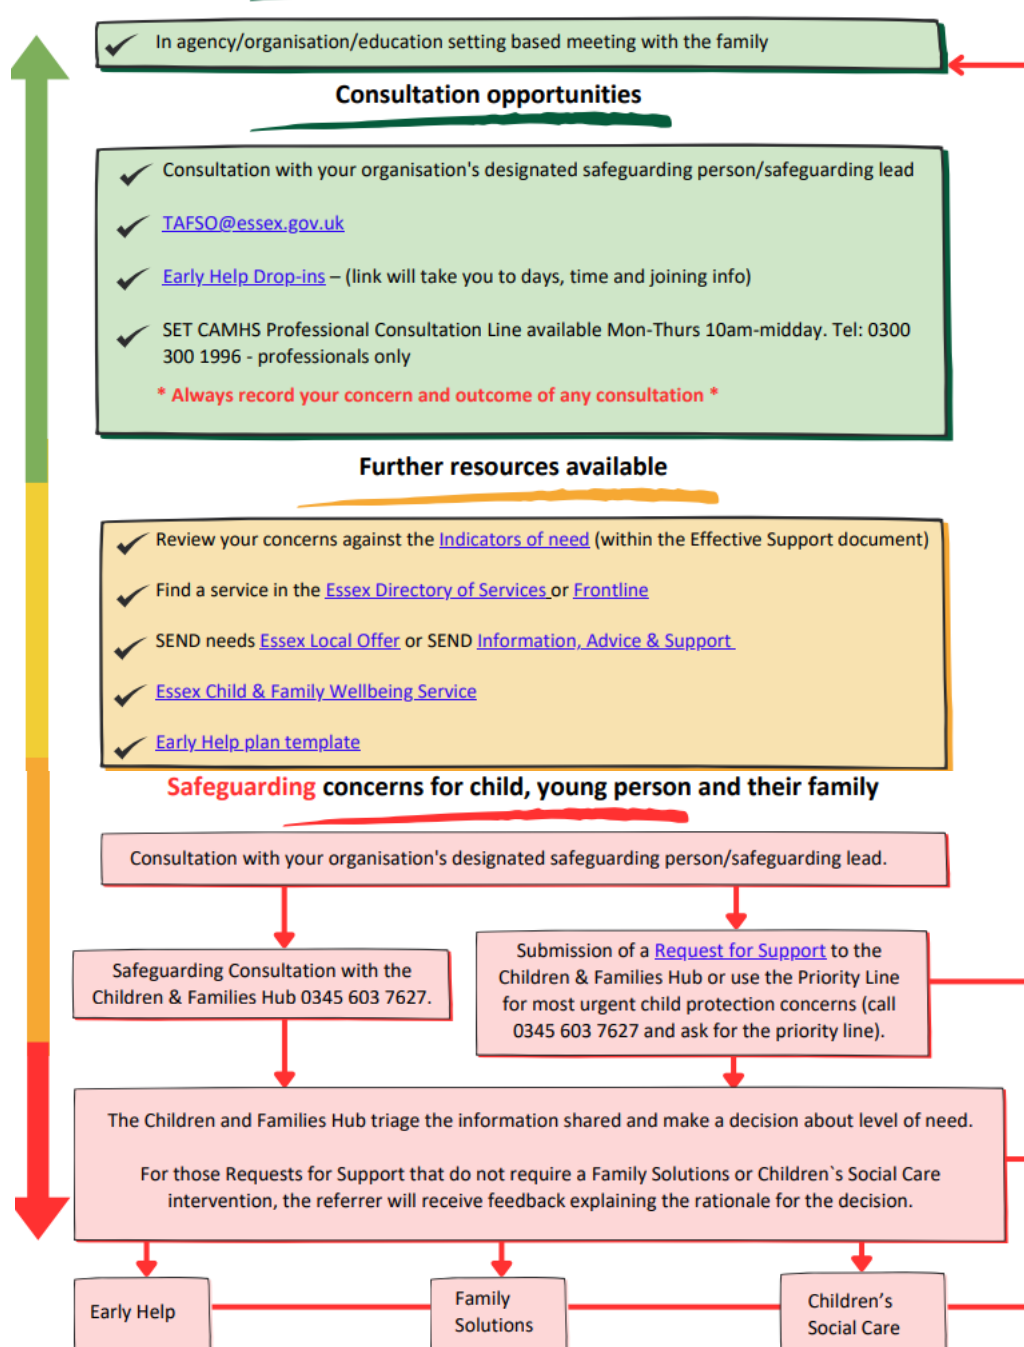 In agency/organisation/education setting based meeting with the family
Consultation opportunities
Consultation with your organisation's designated safeguarding person/safeguarding lead
TAFSO@essex.gov.uk
Early Help Drop-ins – (link will take you to days, time and joining info)
SET CAMHS Professional Consultation Line available Mon-Thurs 10am-midday. Tel: 0300
300 1996 - professionals only
* Always record your concern and outcome of any consultation *
Further resources available
Review your concerns against the Indicators of need (within the Effective Support document)
Find a service in the Essex Directory of Services or Frontline
SEND needs Essex Local Offer or SEND Information, Advice & Support
Essex Child & Family Wellbeing Service
Early Help plan template
Safeguarding concerns for child, young person and their family
Consultation with your organisation's designated safeguarding person/safeguarding lead.
Safeguarding Consultation with the
Children & Families Hub 0345 603 7627.
Submission of a Request for Support to the
Children & Families Hub or use the Priority Line
for most urgent child protection concerns (call
0345 603 7627 and ask for the priority line).
The Children and Families Hub triage the information shared and make a decision about level of need.
For those Requests for Support that do not require a Family Solutions or Children`s Social Care
intervention, the referrer will receive feedback explaining the rationale for the decision.
Early Help
Family
Solutions
Children’s
Social Care